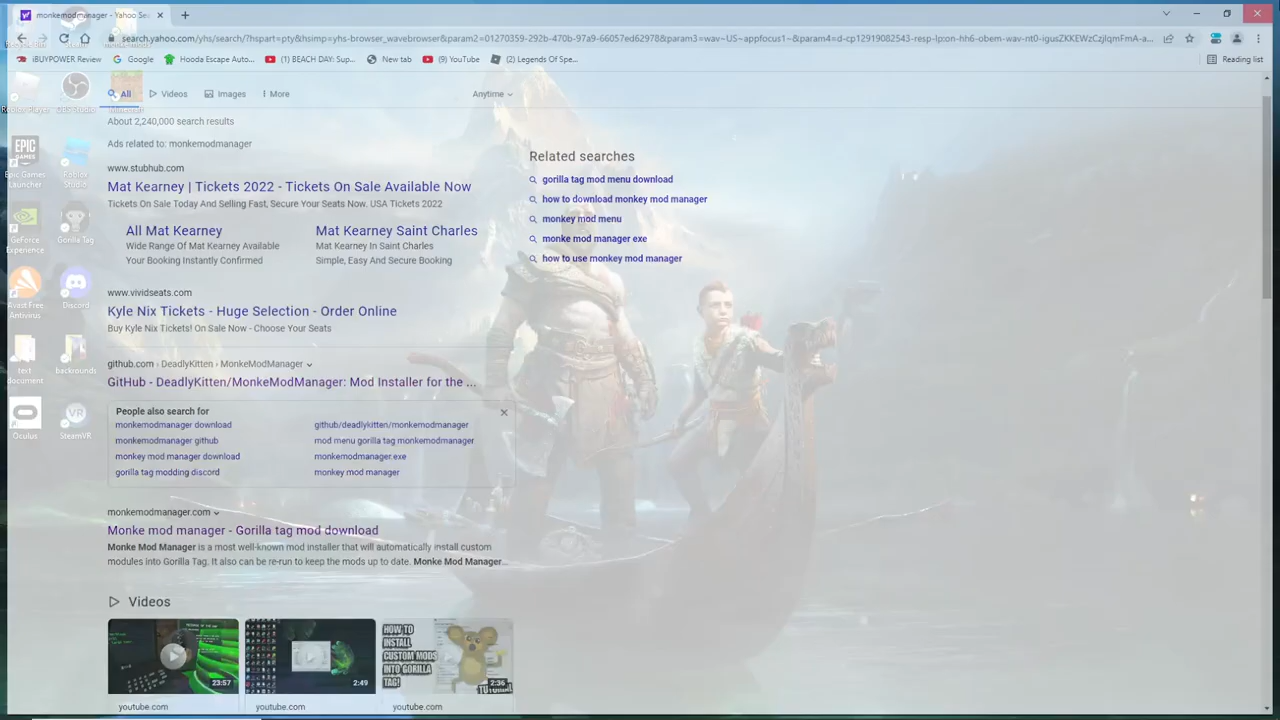 monkemodmanager - Yahoo Sea
search.yahoo.com/yhs/search/?hspart=pty&hsimp=yhs-browser_wavebrowser&param2=01270359-292b-470b-97a9-66057ed62978&param3=wav~US~appfocus1~&param4=d-cp12919082543-resp-lp:on-hh6-obem-wav-nt0-igusZKKEWzCzjlqmFmA-a...
iBUYPOWER Review
Google
Hooda Escape Auto...
(1) BEACH DAY: Sup...
New tab
(9) YouTube
(2) Legends Of Spe...
Reading list
All
Videos
Images
More
Anytime
About 2,240,000 search results
Ads related to: monkemodmanager
www.stubhub.com
Mat Kearney | Tickets 2022 - Tickets On Sale Available Now
Tickets On Sale Today And Selling Fast, Secure Your Seats Now. USA Tickets 2022
All Mat Kearney
Wide Range Of Mat Kearney Available
Your Booking Instantly Confirmed
Mat Kearney Saint Charles
Mat Kearney In Saint Charles
Simple, Easy And Secure Booking
www.vividseats.com
Kyle Nix Tickets - Huge Selection - Order Online
Buy Kyle Nix Tickets! On Sale Now - Choose Your Seats
github.com › DeadlyKitten › MonkeModManager
GitHub - DeadlyKitten/MonkeModManager: Mod Installer for the ...
People also search for
monkemodmanager download
github/deadlykitten/monkemodmanager
monkemodmanager github
mod menu gorilla tag monkemodmanager
monkey mod manager download
monkemodmanager.exe
gorilla tag modding discord
monkey mod manager
monkemodmanager.com
Monke mod manager - Gorilla tag mod download
Monke Mod Manager is a most well-known mod installer that will automatically install custom
modules into Gorilla Tag. It also can be re-run to keep the mods up to date. Monke Mod Manager...
Videos
23:57
2:49
HOW TO
INSTALL
CUSTOM MODS
INTO GORILLA
TAG!
2:36
TUTORIAL
youtube.com
youtube.com
youtube.com
Related searches
gorilla tag mod menu download
how to download monkey mod manager
monkey mod menu
monke mod manager exe
how to use monkey mod manager
Recycle Bin
Roblox Player
OBS Studio
Minecraft
EPIC
GAMES
Epic Games
Launcher
Roblox
Studio
GeForce
Experience
Gorilla Tag
Avast Free
Antivirus
Discord
text
document
backrounds
Oculus
SteamVR